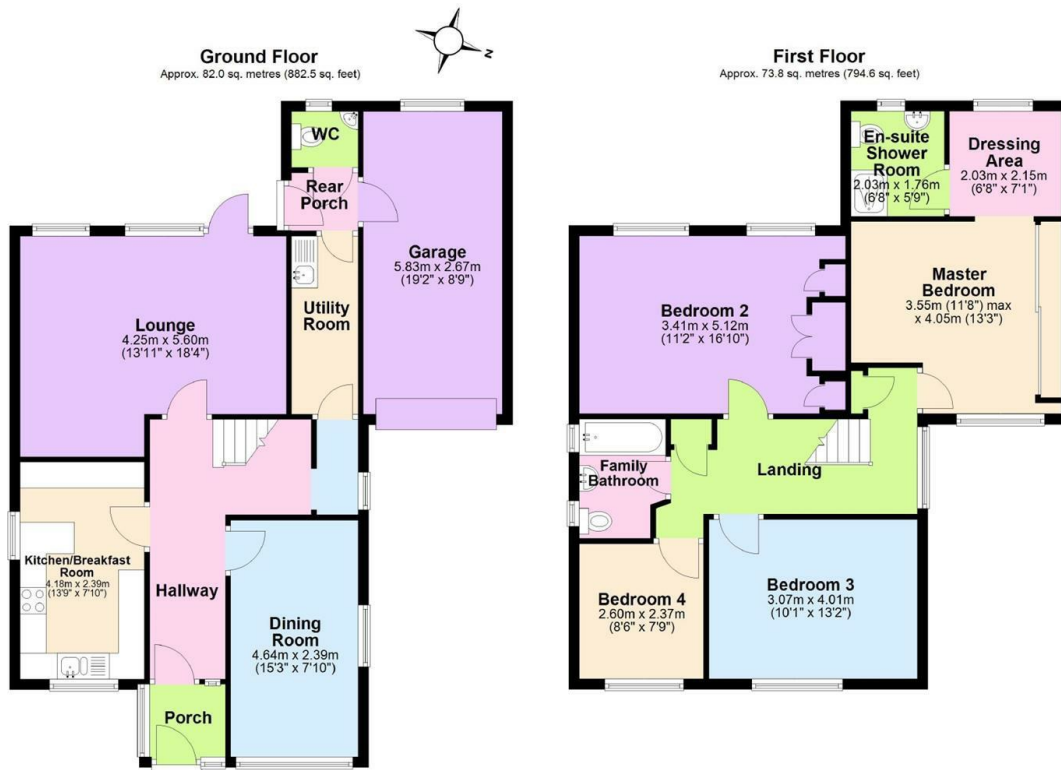 Ground Floor
Approx. 82.0 sq. metres (882.5 sq. feet)
N
WC
Rear
Porch
Garage
5.83m x 2.67m
(19'2" x 8'9")
Utility
Room
Lounge
4.25m x 5.60m
(13'11" x 18'4")
Kitchen/Breakfast
Room
4.18m x 2.39m
(13'9" x 7'10")
Hallway
Dining
Room
4.64m x 2.39m
(15'3" x 7'10")
Porch
First Floor
Approx. 73.8 sq. metres (794.6 sq. feet)
En-suite
Shower
Room
2.03m x 1.76m
(6'8" x 5'9")
Dressing
Area
2.03m x 2.15m
(6'8" x 7'1")
Master
Bedroom
3.55m (11'8") max
x 4.05m (13'3")
Bedroom 2
3.41m x 5.12m
(11'2" x 16'10")
Family
Bathroom
Landing
Bedroom 4
2.60m x 2.37m
(8'6" x 7'9")
Bedroom 3
3.07m x 4.01m
(10'1" x 13'2")